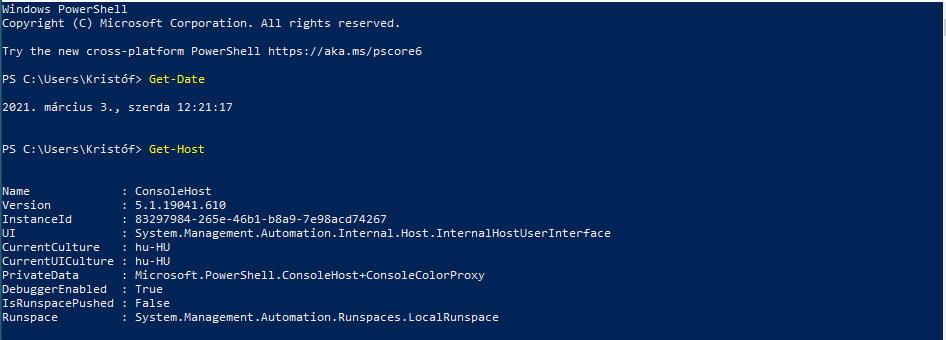 Windows PowerShell
Copyright (C) Microsoft Corporation. All rights reserved.
Try the new cross-platform PowerShell https://aka.ms/pscore6
PS C:\Users\Kristóf> Get-Date
2021. március 3., szerda 12:21:17
PS C:\Users\Kristóf> Get-Host
Name             : ConsoleHost
Version          : 5.1.19041.610
InstanceId       : 83297984-265e-46b1-b8a9-7e98acd74267
UI               : System.Management.Automation.Internal.Host.InternalHostUserInterface
CurrentCulture   : hu-HU
CurrentUICulture : hu-HU
PrivateData      : Microsoft.PowerShell.ConsoleHost+ConsoleColorProxy
DebuggerEnabled  : True
IsRunspacePushed : False
Runspace         : System.Management.Automation.Runspaces.LocalRunspace